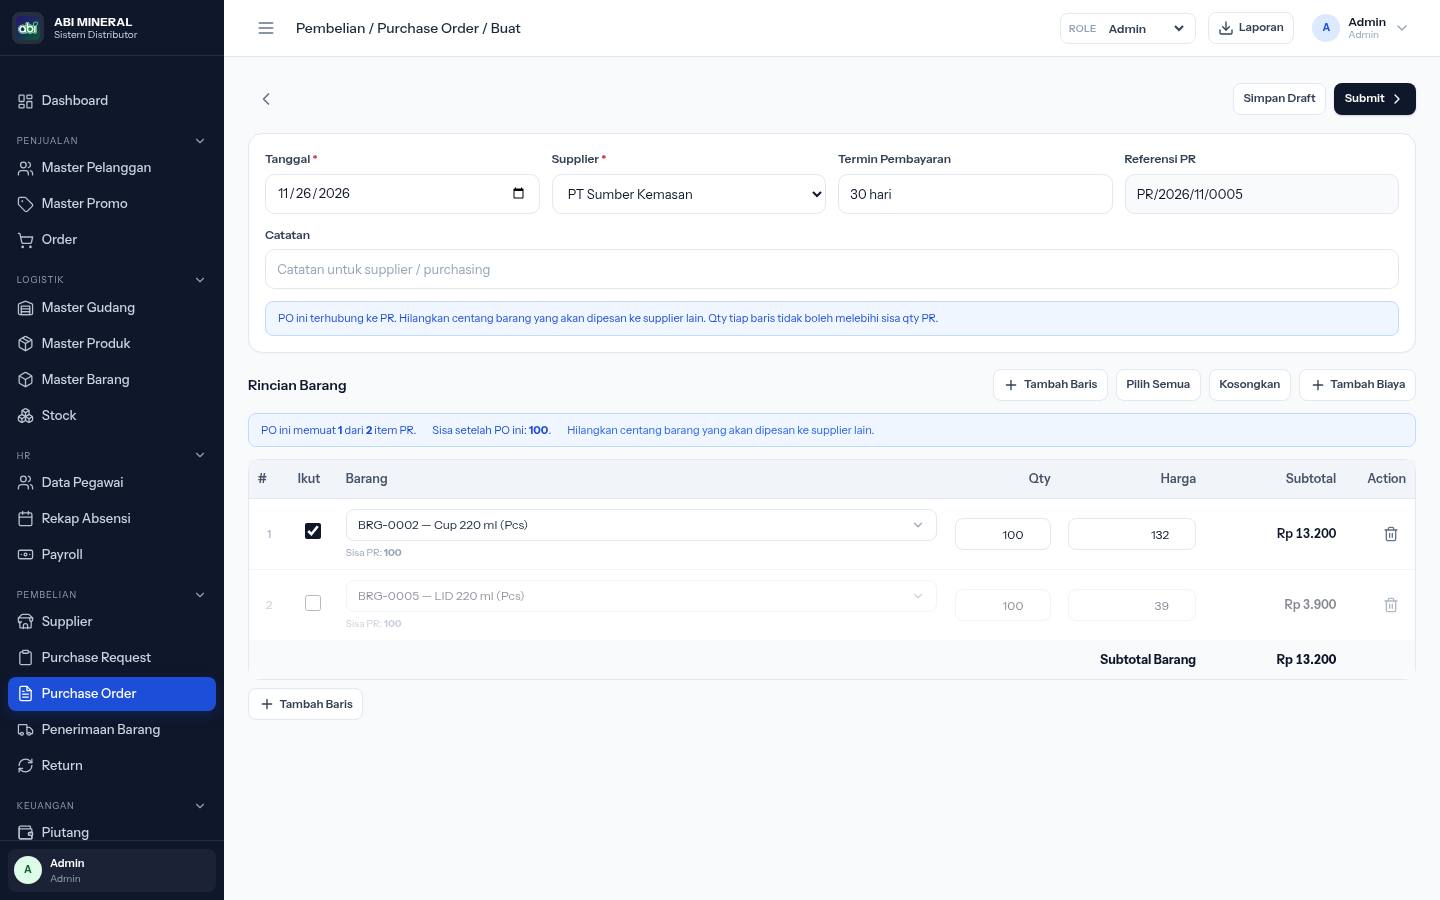 abi
ABI MINERAL
Sistem Distributor
Pembelian / Purchase Order / Buat
ROLE Admin
Laporan
A
Admin
Admin
Dashboard
PENJUALAN
Master Pelanggan
Master Promo
Order
LOGISTIK
Master Gudang
Master Produk
Master Barang
Stock
HR
Data Pegawai
Rekap Absensi
Payroll
PEMBELIAN
Supplier
Purchase Request
Purchase Order
Penerimaan Barang
Return
KEUANGAN
Piutang
A
Admin
Admin
Simpan Draft
Submit
Tanggal * Supplier * Termin Pembayaran Referensi PR
11/26/2026 PT Sumber Kemasan 30 hari PR/2026/11/0005
Catatan
Catatan untuk supplier / purchasing
PO ini terhubung ke PR. Hilangkan centang barang yang akan dipesan ke supplier lain. Qty tiap baris tidak boleh melebihi sisa qty PR.
Rincian Barang
+ Tambah Baris Pilih Semua Kosongkan + Tambah Biaya
PO ini memuat 1 dari 2 item PR. Sisa setelah PO ini: 100. Hilangkan centang barang yang akan dipesan ke supplier lain.
# Ikut Barang Qty Harga Subtotal Action
1 BRG-0002 — Cup 220 ml (Pcs) 100 132 Rp 13.200
Sisa PR: 100
2 BRG-0005 — LID 220 ml (Pcs) 100 39 Rp 3.900
Sisa PR: 100
Subtotal Barang Rp 13.200
+ Tambah Baris